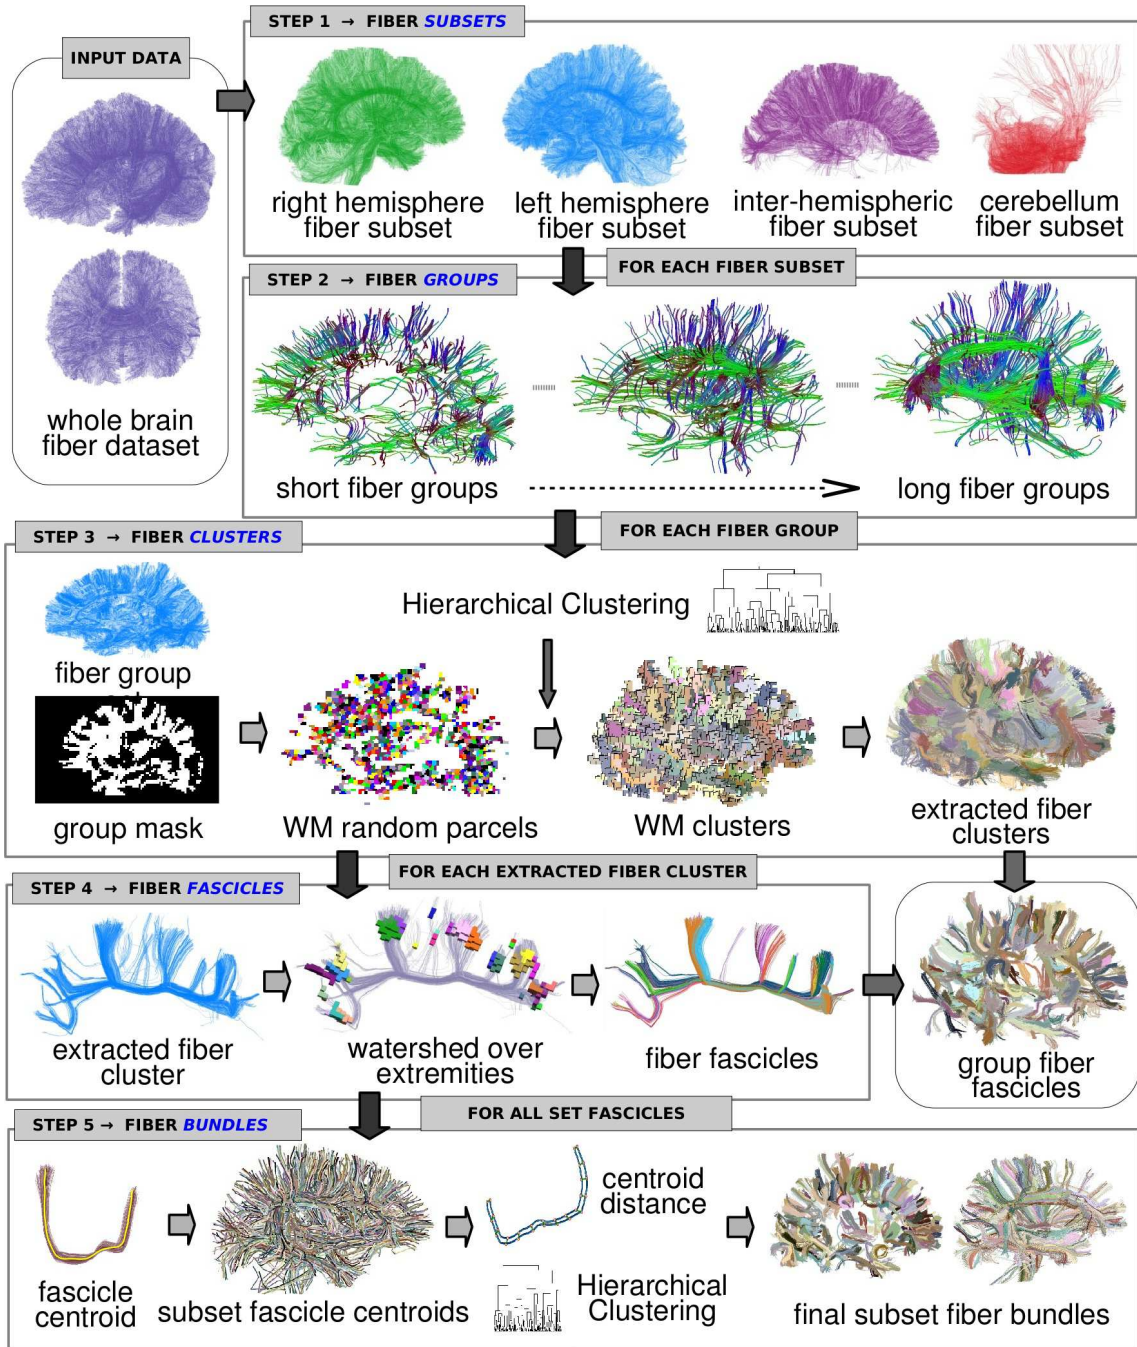 INPUT DATA
whole brain
fiber dataset
STEP 1 → FIBER SUBSETS
right hemisphere
fiber subset
left hemisphere
fiber subset
inter-hemispheric
fiber subset
cerebellum
fiber subset
FOR EACH FIBER SUBSET
STEP 2 → FIBER GROUPS
short fiber groups
long fiber groups
FOR EACH FIBER GROUP
STEP 3 → FIBER CLUSTERS
Hierarchical Clustering
fiber group
group mask
WM random parcels
WM clusters
extracted fiber
clusters
FOR EACH EXTRACTED FIBER CLUSTER
STEP 4 → FIBER FASCICLES
extracted fiber
cluster
watershed over
extremities
fiber fascicles
group fiber
fascicles
FOR ALL SET FASCICLES
STEP 5 → FIBER BUNDLES
fascicle
centroid
subset fascicle centroids
centroid
distance
Hierarchical
Clustering
final subset fiber bundles